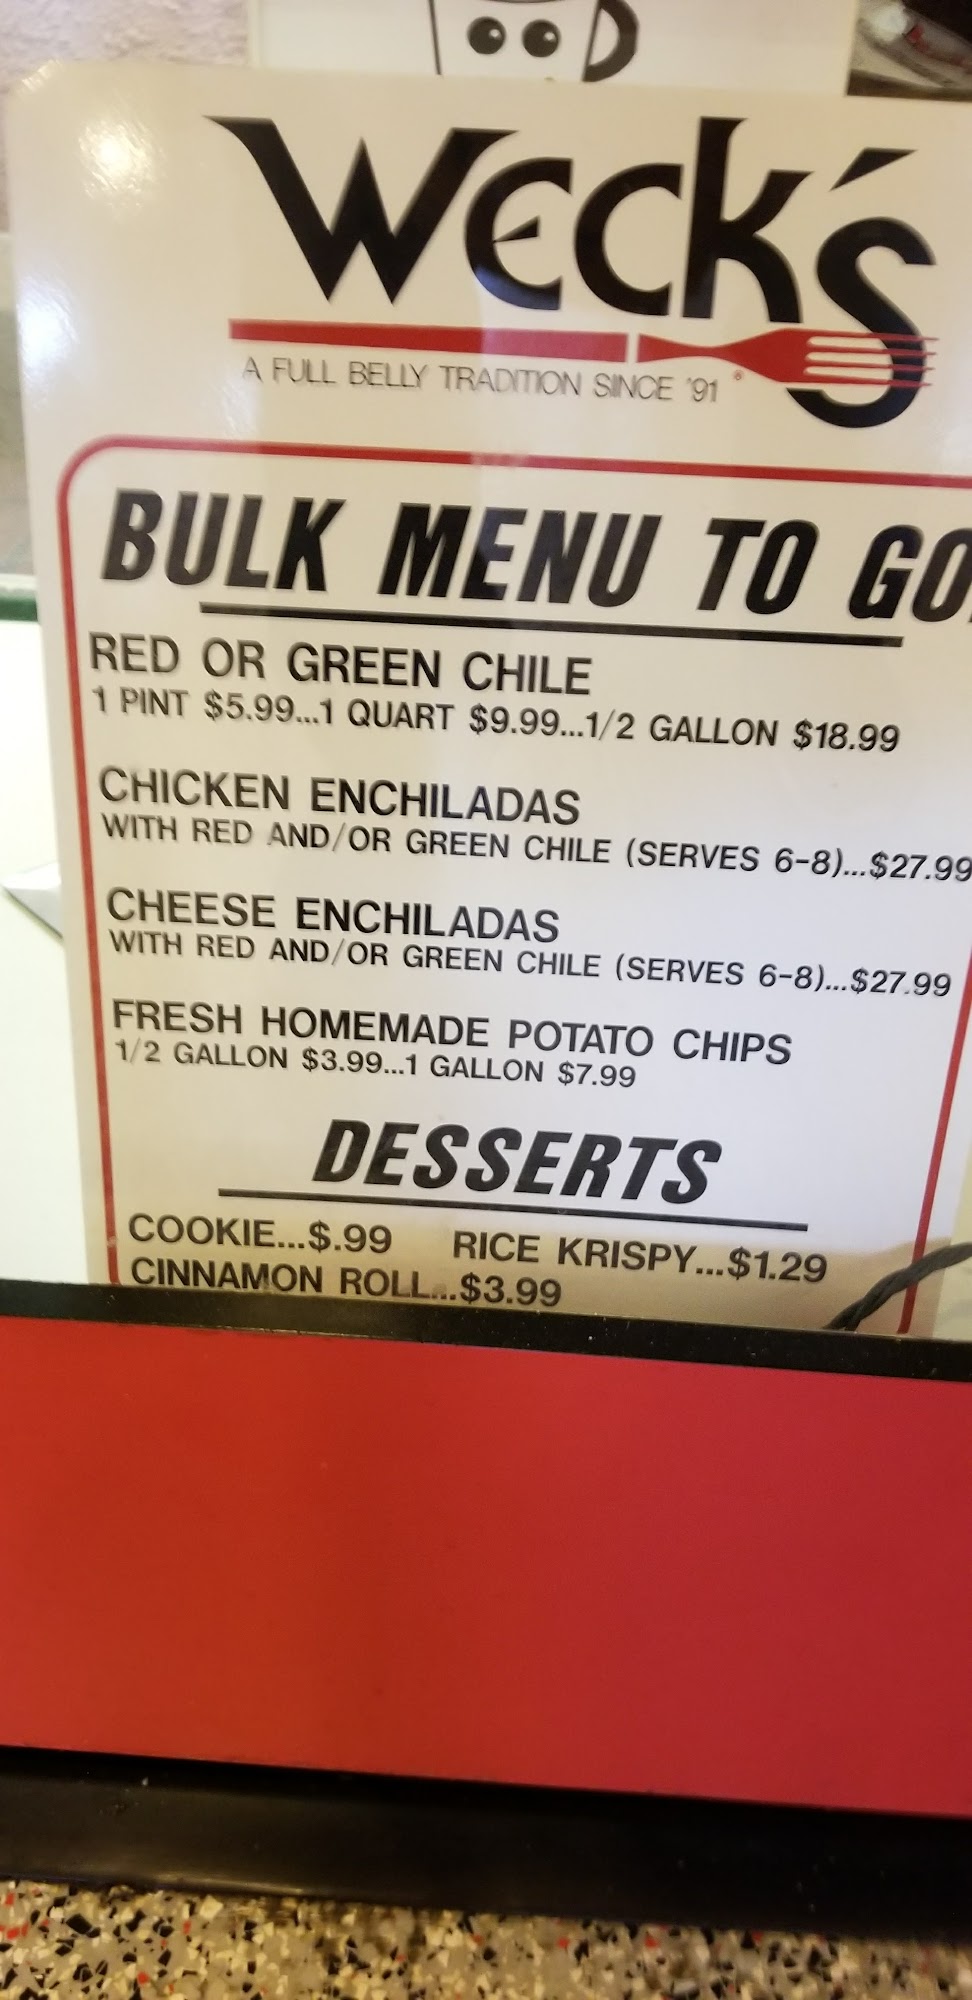 WECK'S
A FULL BELLY TRADITION SINCE '91 ®
BULK MENU TO GO
RED OR GREEN CHILE
1 PINT $5.99...1 QUART $9.99...1/2 GALLON $18.99
CHICKEN ENCHILADAS
WITH RED AND/OR GREEN CHILE (SERVES 6-8)...$27.99
CHEESE ENCHILADAS
WITH RED AND/OR GREEN CHILE (SERVES 6-8)...$27.99
FRESH HOMEMADE POTATO CHIPS
1/2 GALLON $3.99...1 GALLON $7.99
DESSERTS
COOKIE...$.99 RICE KRISPY...$1.29
CINNAMON ROLL...$3.99